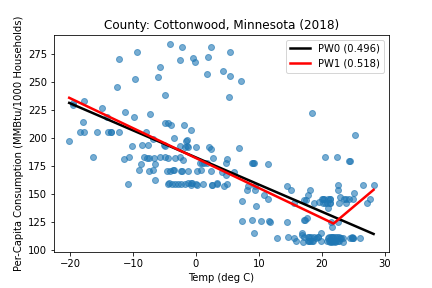 County: Cottonwood, Minnesota (2018)
Per-Capita Consumption (MMBtu/1000 Households)
275
250
225
200
175
150
125
100
PW0 (0.496)
PW1 (0.518)
−20 −10 0 10 20 30
Temp (deg C)